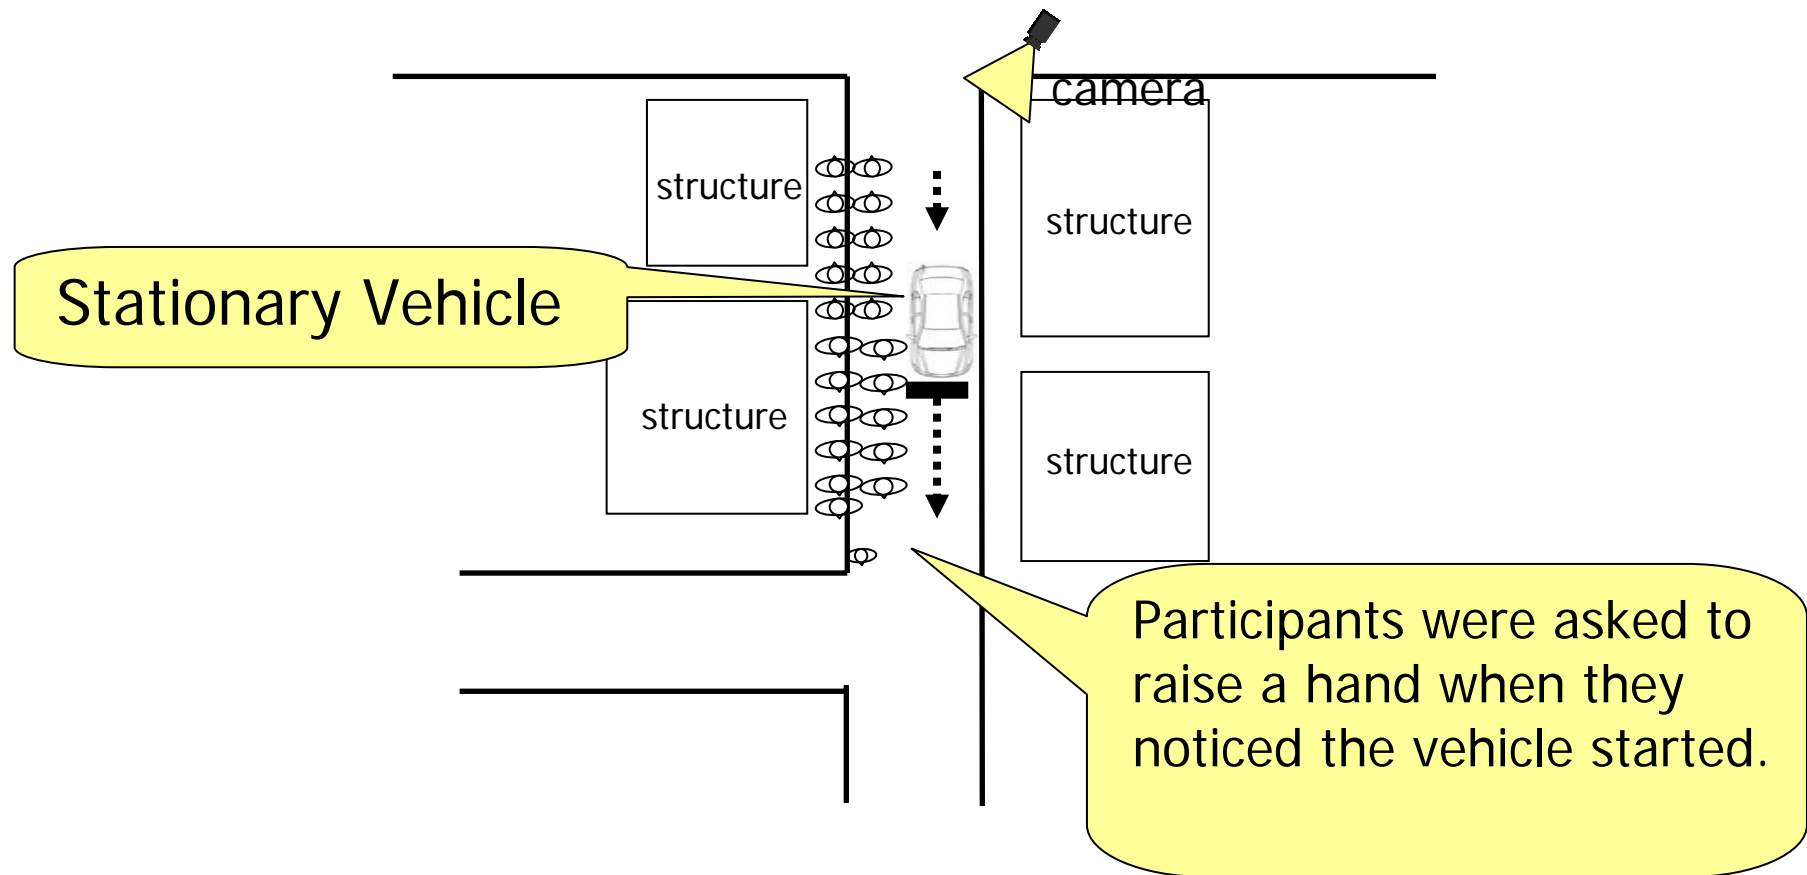 camera
structure
structure
Stationary Vehicle
structure
structure
Participants were asked to
raise a hand when they
noticed the vehicle started.